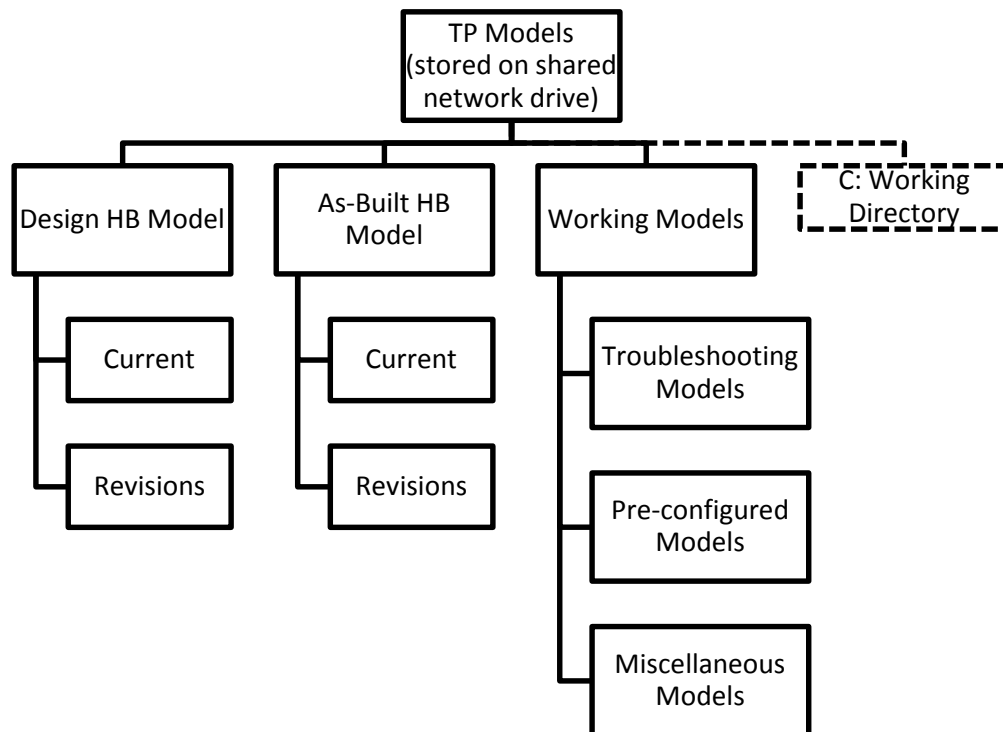 TP Models
(stored on shared
network drive)
Design HB Model
As-Built HB
Model
Working Models
C: Working
Directory
Current
Current
Troubleshooting
Models
Revisions
Revisions
Pre-configured
Models
Miscellaneous
Models